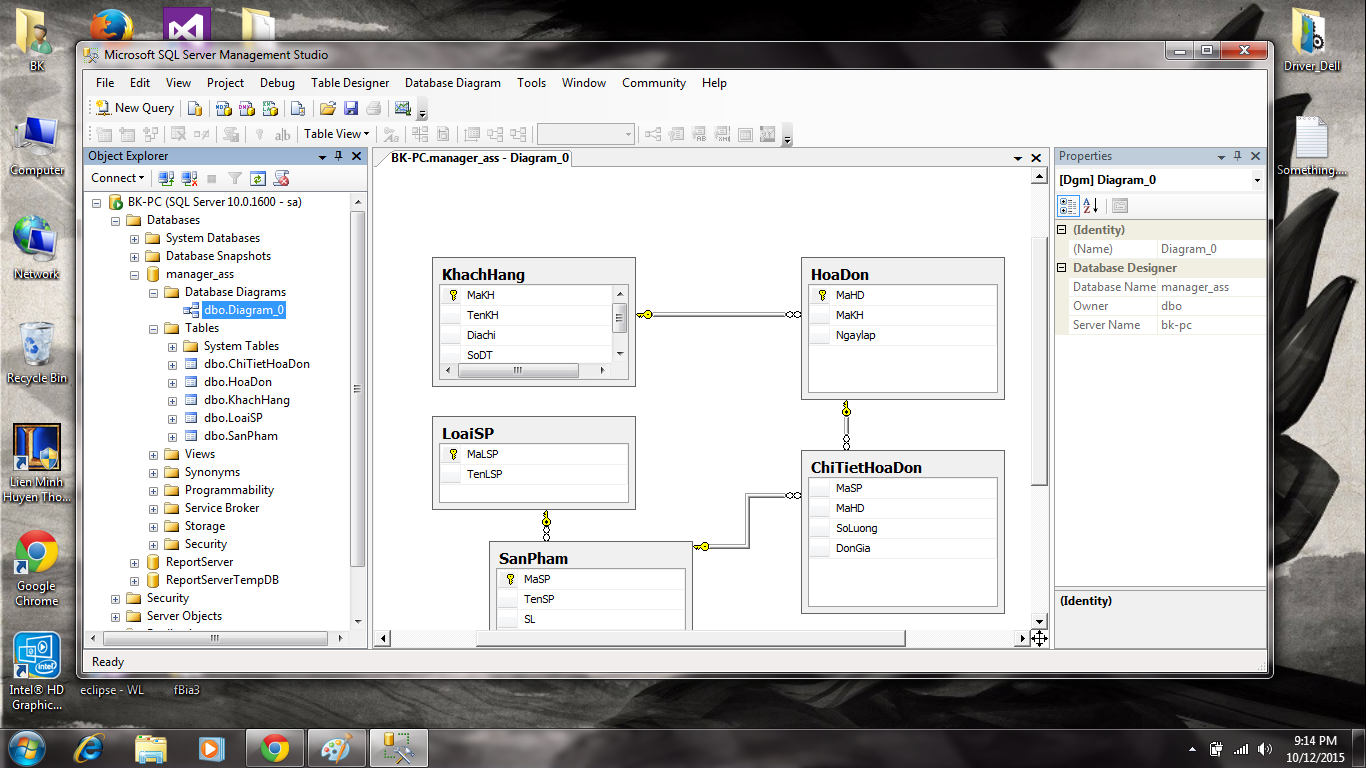 BK
Computer
Network
Recycle Bin
Lien Minh
Huyen Tho...
Google
Chrome
Intel® HD
Graphic...
eclipse - WL
fBia3
Driver_Dell
Something....
Microsoft SQL Server Management Studio
File Edit View Project Debug Table Designer Database Diagram Tools Window Community Help
New Query
Table View
Object Explorer
Connect
BK-PC (SQL Server 10.0.1600 - sa)
Databases
System Databases
Database Snapshots
manager_ass
Database Diagrams
dbo.Diagram_0
Tables
System Tables
dbo.ChiTietHoaDon
dbo.HoaDon
dbo.KhachHang
dbo.LoaiSP
dbo.SanPham
Views
Synonyms
Programmability
Service Broker
Storage
Security
ReportServer
ReportServerTempDB
Security
Server Objects
BK-PC.manager_ass - Diagram_0
KhachHang
MaKH
TenKH
Diachi
SoDT
HoaDon
MaHD
MaKH
Ngaylap
LoaiSP
MaLSP
TenLSP
ChiTietHoaDon
MaSP
MaHD
SoLuong
DonGia
SanPham
MaSP
TenSP
SL
Properties
[Dgm] Diagram_0
(Identity)
(Name) Diagram_0
Database Designer
Database Name manager_ass
Owner dbo
Server Name bk-pc
(Identity)
Ready
9:14 PM
10/12/2015